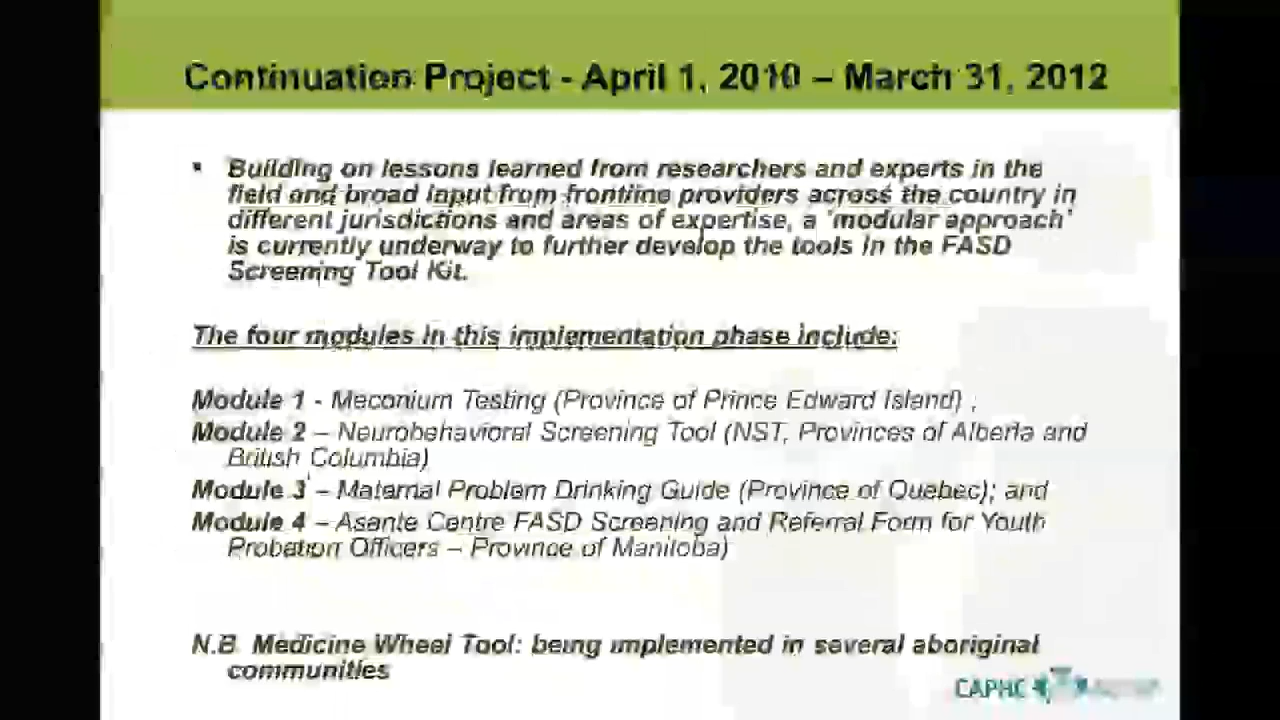 Continuation Project - April 1, 2010 – March 31, 2012
▪ Building on lessons learned from researchers and experts in the
field and broad input from frontline providers across the country in
different jurisdictions and areas of expertise, a 'modular approach'
is currently underway to further develop the tools in the FASD
Screening Tool Kit.
The four modules in this implementation phase include:
Module 1 - Meconium Testing (Province of Prince Edward Island) ;
Module 2 – Neurobehavioral Screening Tool (NST, Provinces of Alberta and
British Columbia)
Module 3 – Maternal Problem Drinking Guide (Province of Quebec); and
Module 4 – Asante Centre FASD Screening and Referral Form for Youth
Probation Officers – Province of Manitoba)
N.B. Medicine Wheel Tool: being implemented in several aboriginal
communities
CAPHC